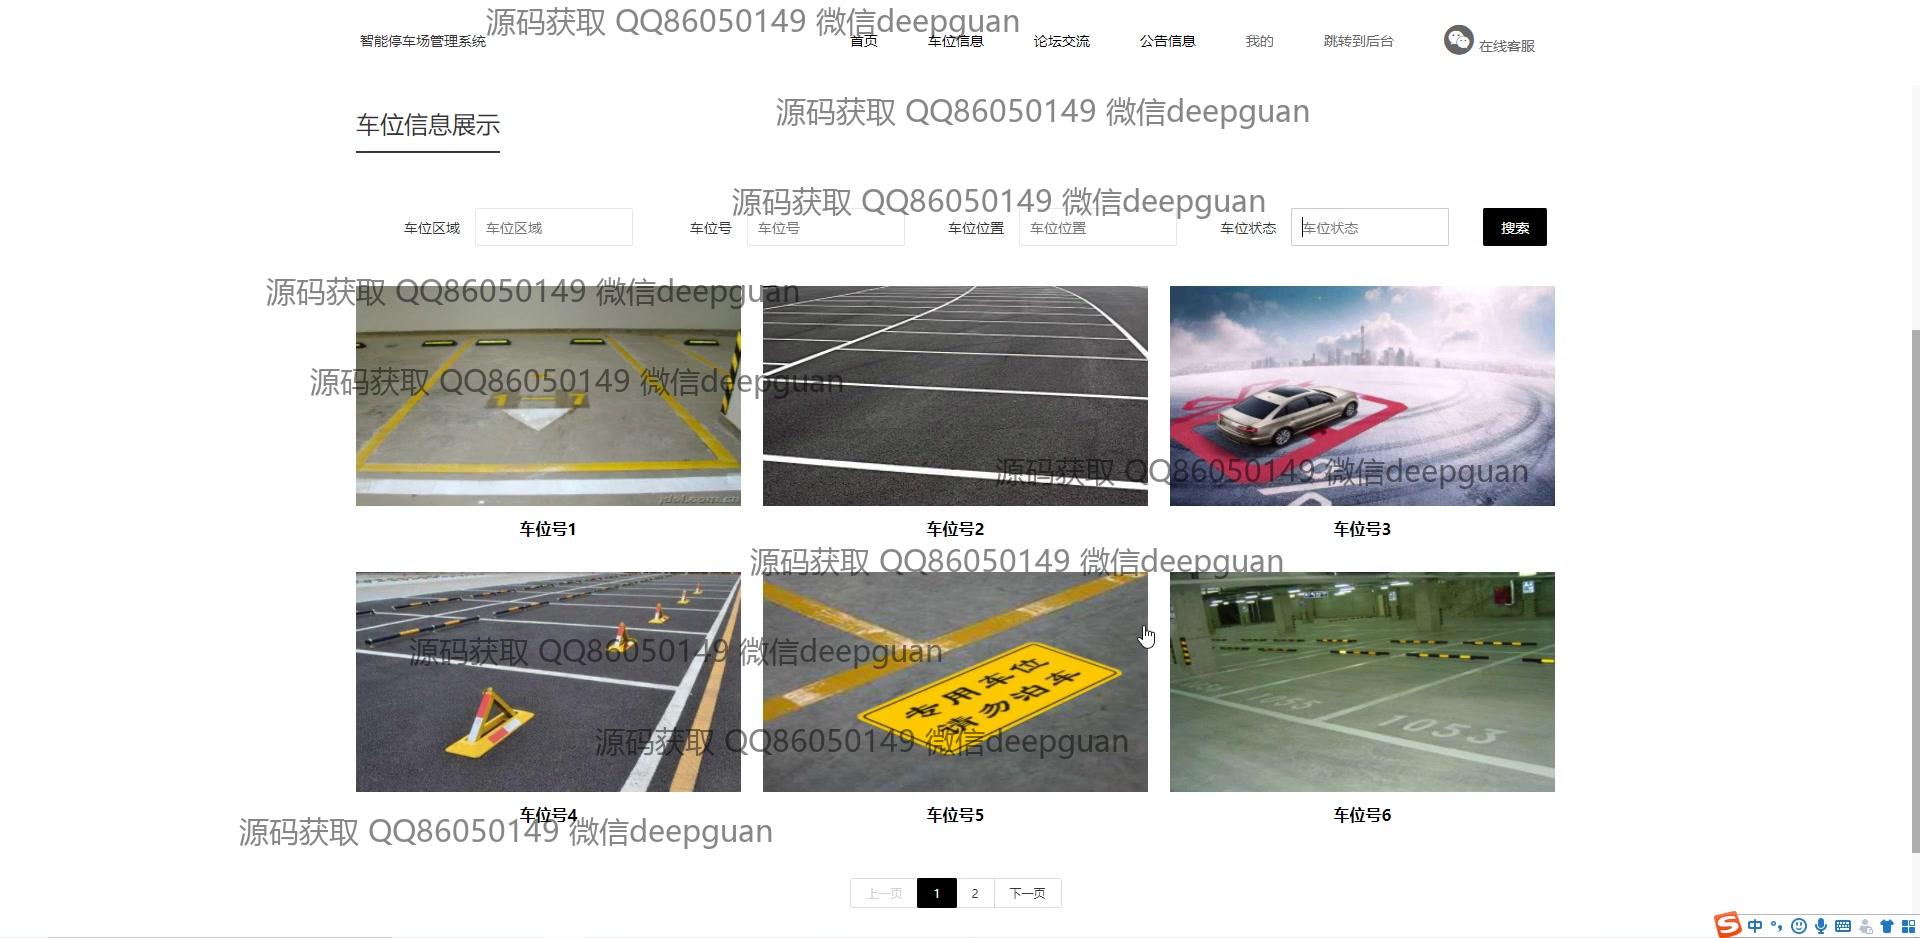 源码获取 QQ86050149 微信deepguan
智能停车场管理系统 首页 车位信息 论坛交流 公告信息 我的 跳转到后台 在线客服
源码获取 QQ86050149 微信deepguan
车位信息展示
源码获取 QQ86050149 微信deepguan
车位区域 车位区域 车位号 车位号 车位位置 车位位置 车位状态 车位状态 搜索
源码获取 QQ86050149 微信deepguan
源码获取 QQ86050149 微信deepguan
源码获取 QQ86050149 微信deepguan
车位号1 车位号2 车位号3
源码获取 QQ86050149 微信deepguan
源码获取 QQ86050149 微信deepguan
专用车位
请勿泊车
1055
1053
源码获取 QQ86050149 微信deepguan
车位号4 车位号5 车位号6
源码获取 QQ86050149 微信deepguan
上一页 1 2 下一页
中